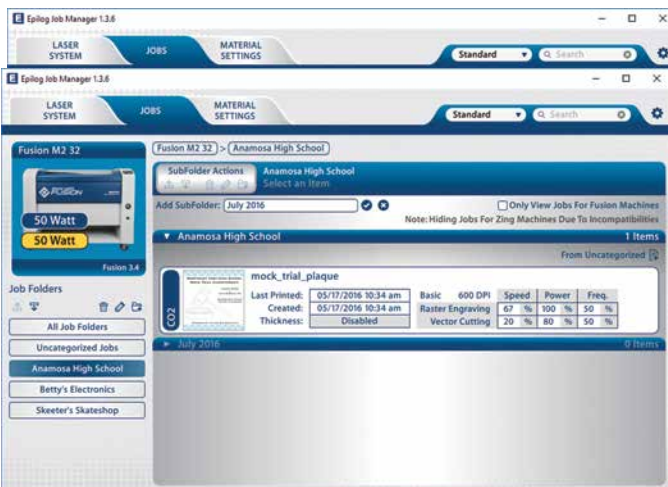 Epilog Job Manager 1.3.6
LASER SYSTEM
JOBS
MATERIAL SETTINGS
Standard
Search
Epilog Job Manager 1.3.6
LASER SYSTEM
JOBS
MATERIAL SETTINGS
Standard
Search
Fusion M2 32
FUSION
50 Watt
50 Watt
Fusion 3.4
Job Folders
All Job Folders
Uncategorized Jobs
Anamosa High School
Betty's Electronics
Skeeter's Skateshop
Fusion M2 32 > Anamosa High School
SubFolder Actions
Anamosa High School
Select an Item
Add SubFolder: July 2016
Only View Jobs For Fusion Machines
Note: Hiding Jobs For Zing Machines Due To Incompatibilities
Anamosa High School 1 Items
From Uncategorized
CO2
mock_trial_plaque
Last Printed: 05/17/2016 10:34 am
Created: 05/17/2016 10:34 am
Thickness: Disabled
Basic 600 DPI Speed Power Freq.
Raster Engraving 67 % 100 % 50 %
Vector Cutting 20 % 80 % 50 %
July 2016 0 Items